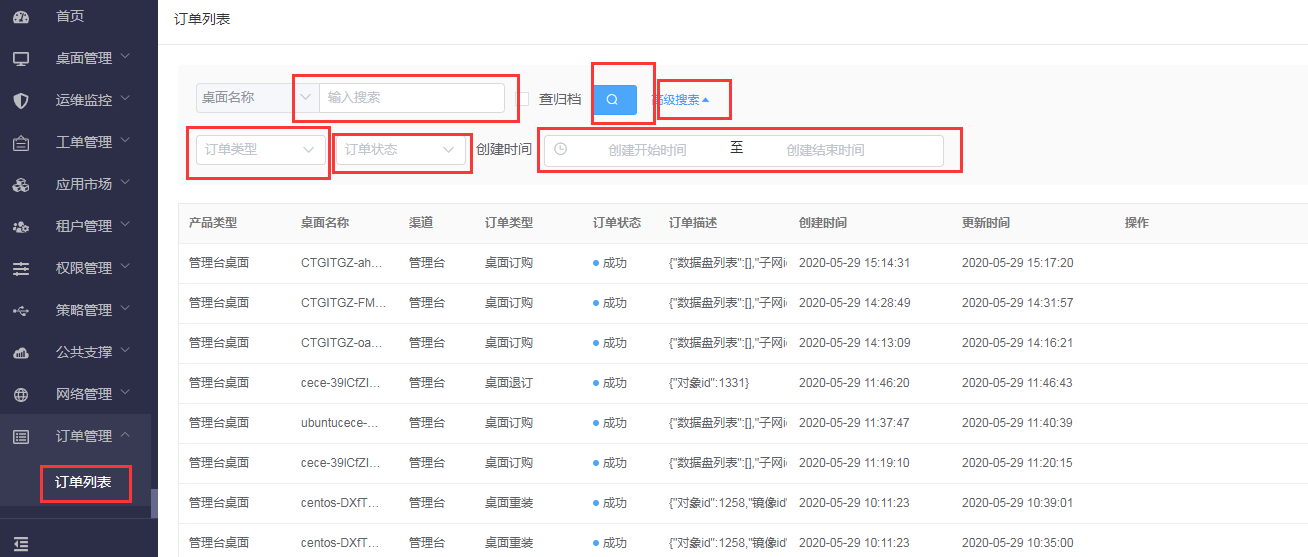 首页
桌面管理
运维监控
工单管理
应用市场
租户管理
权限管理
策略管理
公共支撑
网络管理
订单管理
订单列表
订单列表
桌面名称 输入搜索 查归档 高级搜索
订单类型 订单状态 创建时间 创建开始时间 至 创建结束时间
产品类型 桌面名称 渠道 订单类型 订单状态 订单描述 创建时间 更新时间 操作
管理台桌面 CTGITGZ-ah... 管理台 桌面订购 成功 {"数据盘列表":[],"子网i 2020-05-29 15:14:31 2020-05-29 15:17:20
管理台桌面 CTGITGZ-FM... 管理台 桌面订购 成功 {"数据盘列表":[],"子网i 2020-05-29 14:28:49 2020-05-29 14:31:57
管理台桌面 CTGITGZ-oa... 管理台 桌面订购 成功 {"数据盘列表":[],"子网i 2020-05-29 14:13:09 2020-05-29 14:16:21
管理台桌面 cece-39lCfZI... 管理台 桌面退订 成功 {"对象id":1331} 2020-05-29 11:46:20 2020-05-29 11:46:43
管理台桌面 ubuntucece-... 管理台 桌面订购 成功 {"数据盘列表":[],"子网i 2020-05-29 11:37:47 2020-05-29 11:40:39
管理台桌面 cece-39lCfZI... 管理台 桌面订购 成功 {"数据盘列表":[],"子网i 2020-05-29 11:19:10 2020-05-29 11:20:15
管理台桌面 centos-DXfT... 管理台 桌面重装 成功 {"对象id":1258,"镜像id" 2020-05-29 10:11:23 2020-05-29 10:39:01
管理台桌面 centos-DXfT... 管理台 桌面重装 成功 {"对象id":1258,"镜像id" 2020-05-29 10:11:23 2020-05-29 10:35:00